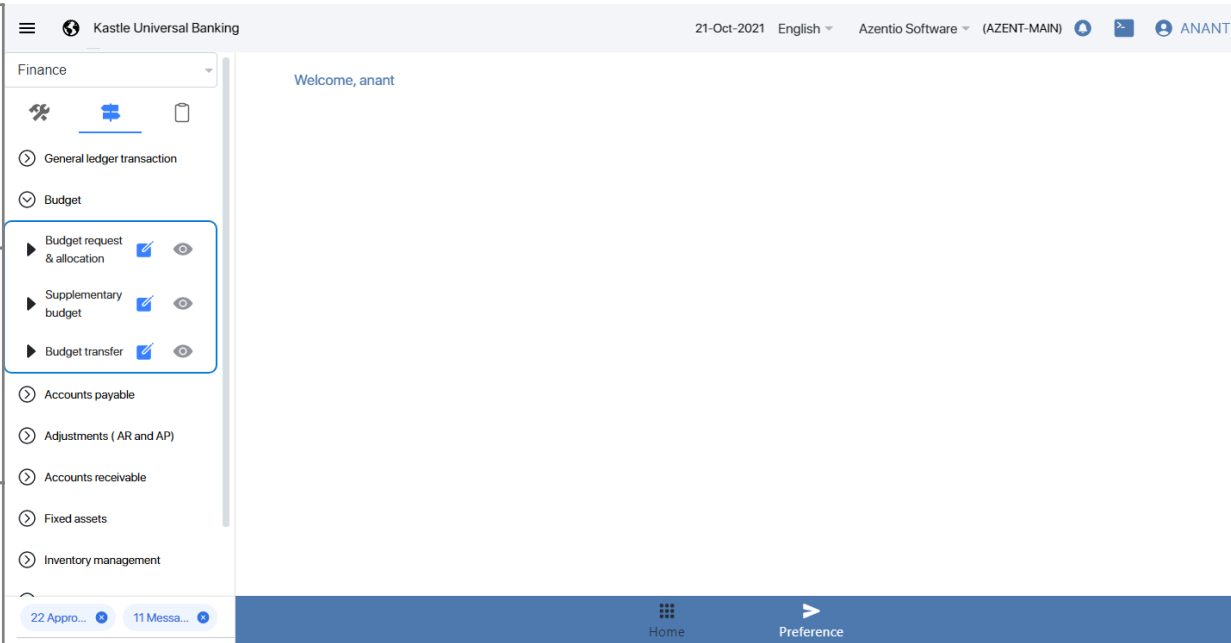 Kastle Universal Banking
21-Oct-2021 English Azentio Software (AZENT-MAIN) >_ ANANT
Finance
Welcome, anant
General ledger transaction
Budget
Budget request
& allocation
Supplementary
budget
Budget transfer
Accounts payable
Adjustments ( AR and AP)
Accounts receivable
Fixed assets
Inventory management
22 Appro... 11 Messa...
Home Preference